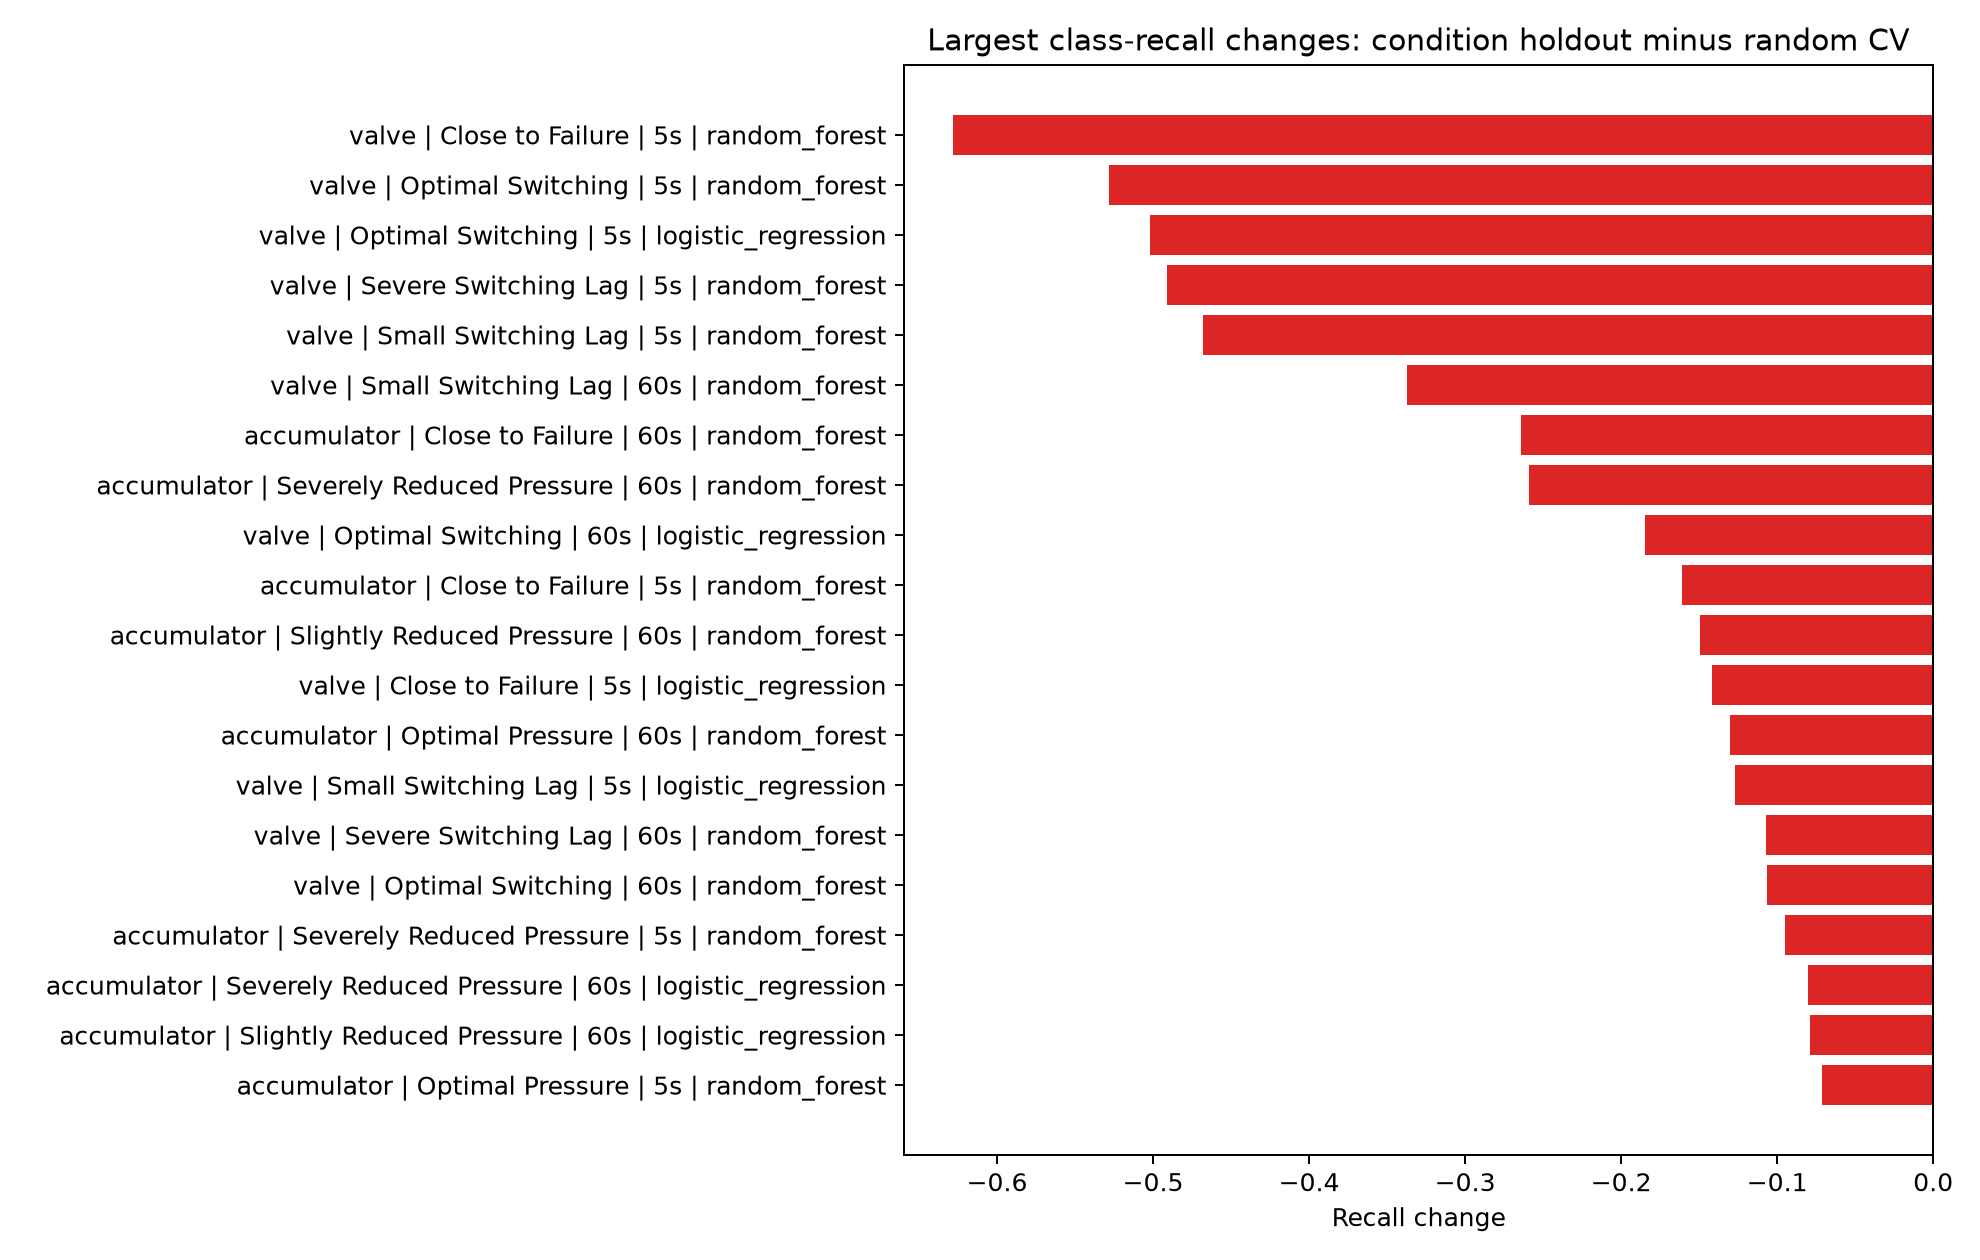 Largest class-recall changes: condition holdout minus random CV
valve | Close to Failure | 5s | random_forest
valve | Optimal Switching | 5s | random_forest
valve | Optimal Switching | 5s | logistic_regression
valve | Severe Switching Lag | 5s | random_forest
valve | Small Switching Lag | 5s | random_forest
valve | Small Switching Lag | 60s | random_forest
accumulator | Close to Failure | 60s | random_forest
accumulator | Severely Reduced Pressure | 60s | random_forest
valve | Optimal Switching | 60s | logistic_regression
accumulator | Close to Failure | 5s | random_forest
accumulator | Slightly Reduced Pressure | 60s | random_forest
valve | Close to Failure | 5s | logistic_regression
accumulator | Optimal Pressure | 60s | random_forest
valve | Small Switching Lag | 5s | logistic_regression
valve | Severe Switching Lag | 60s | random_forest
valve | Optimal Switching | 60s | random_forest
accumulator | Severely Reduced Pressure | 5s | random_forest
accumulator | Severely Reduced Pressure | 60s | logistic_regression
accumulator | Slightly Reduced Pressure | 60s | logistic_regression
accumulator | Optimal Pressure | 5s | random_forest
−0.6 −0.5 −0.4 −0.3 −0.2 −0.1 0.0
Recall change